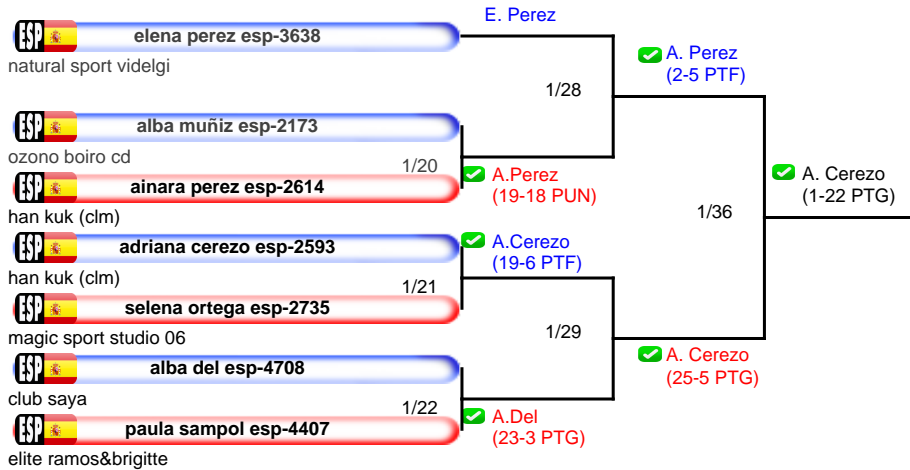 E. Perez
ESP elena perez esp-3638
natural sport videlgi
A. Perez
(2-5 PTF)
1/28
ESP alba muñiz esp-2173
ozono boiro cd
1/20
A.Perez
(19-18 PUN)
ESP ainara perez esp-2614
han kuk (clm)
A. Cerezo
(1-22 PTG)
1/36
ESP adriana cerezo esp-2593
han kuk (clm)
A.Cerezo
(19-6 PTF)
1/21
ESP selena ortega esp-2735
magic sport studio 06
1/29
A. Cerezo
(25-5 PTG)
ESP alba del esp-4708
club saya
1/22
A.Del
(23-3 PTG)
ESP paula sampol esp-4407
elite ramos&brigitte